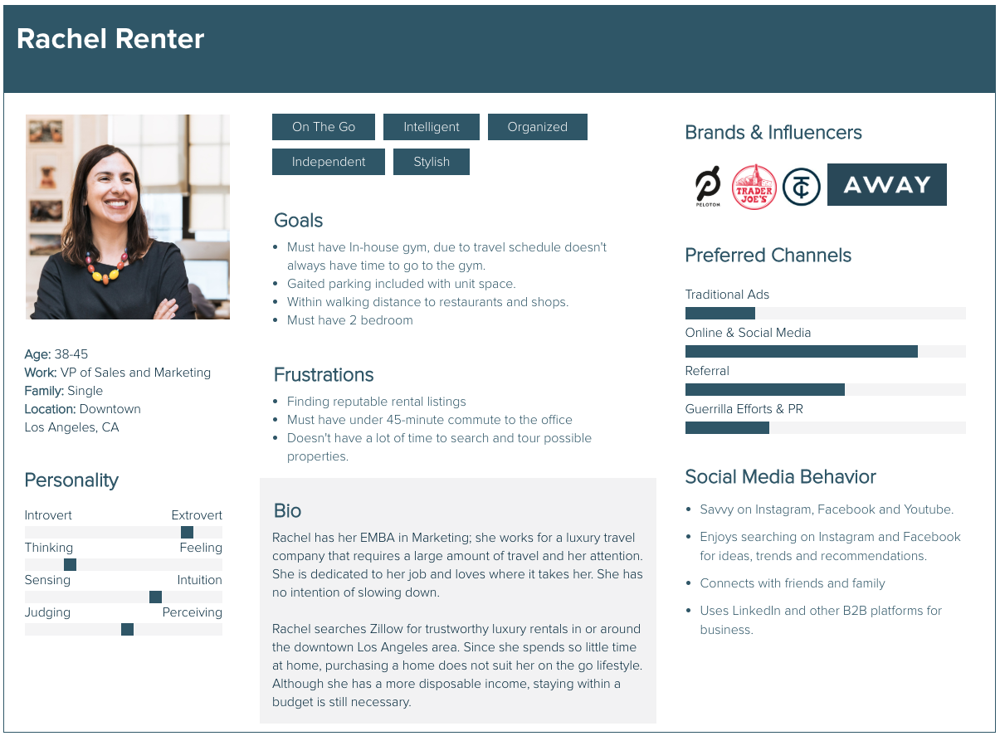 Rachel Renter
Age: 38-45
Work: VP of Sales and Marketing
Family: Single
Location: Downtown
Los Angeles, CA
Personality
Introvert Extrovert
Thinking Feeling
Sensing Intuition
Judging Perceiving
On The Go Intelligent Organized
Independent Stylish
Goals
• Must have In-house gym, due to travel schedule doesn't
always have time to go to the gym.
• Gaited parking included with unit space.
• Within walking distance to restaurants and shops.
• Must have 2 bedroom
Frustrations
• Finding reputable rental listings
• Must have under 45-minute commute to the office
• Doesn't have a lot of time to search and tour possible
properties.
Bio
Rachel has her EMBA in Marketing; she works for a luxury travel
company that requires a large amount of travel and her attention.
She is dedicated to her job and loves where it takes her. She has
no intention of slowing down.
Rachel searches Zillow for trustworthy luxury rentals in or around
the downtown Los Angeles area. Since she spends so little time
at home, purchasing a home does not suit her on the go lifestyle.
Although she has a more disposable income, staying within a
budget is still necessary.
Brands & Influencers
PELOTON
TRADER
JOE'S
TC
AWAY
Preferred Channels
Traditional Ads
Online & Social Media
Referral
Guerrilla Efforts & PR
Social Media Behavior
• Savvy on Instagram, Facebook and Youtube.
• Enjoys searching on Instagram and Facebook
for ideas, trends and recommendations.
• Connects with friends and family
• Uses LinkedIn and other B2B platforms for
business.